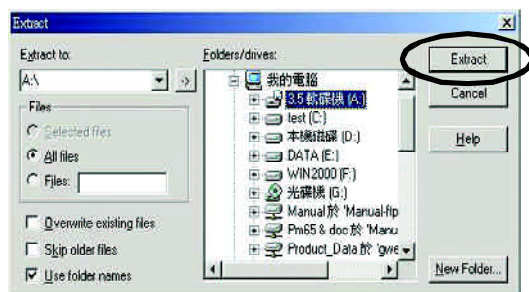 Extract
Extract to:
A:\
Files
Selected files
All files
Files:
Overwrite existing files
Skip older files
Use folder names
Folders/drives:
我的電腦
3.5 軟碟機 (A:)
test (C:)
本機磁碟 (D:)
DATA (E:)
WIN2000 (F:)
光碟機 (G:)
Manual 於 'Manual-ftp
Pm65 & doc 於 'Manu
Product_Data 於 'gwe
Extract
Cancel
Help
New Folder...